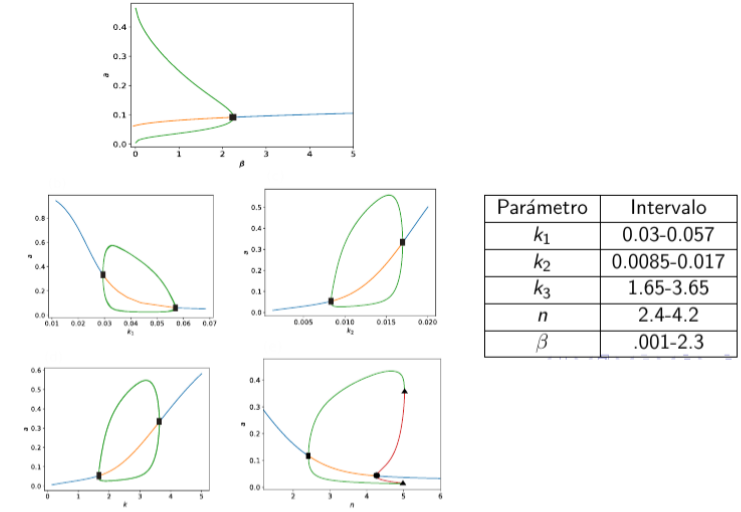 0.4
0.3
0.2
0.1
0.0
a
0 1 2 3 4 5
β
0.8
0.6
0.4
0.2
0.0
a
0.01 0.02 0.03 0.04 0.05 0.06 0.07
k₁
0.5
0.4
0.3
0.2
0.1
0.0
a
0.005 0.010 0.015 0.020
k₂
Parámetro Intervalo
k₁ 0.03-0.057
k₂ 0.0085-0.017
k₃ 1.65-3.65
n 2.4-4.2
β .001-2.3
0.6
0.5
0.4
0.3
0.2
0.1
0.0
a
0 1 2 3 4 5
k
0.4
0.3
0.2
0.1
0.0
a
2 3 4 5 6
n